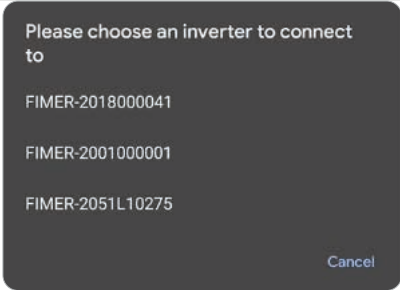 Please choose an inverter to connect
to
FIMER-2018000041
FIMER-2001000001
FIMER-2051L10275
Cancel